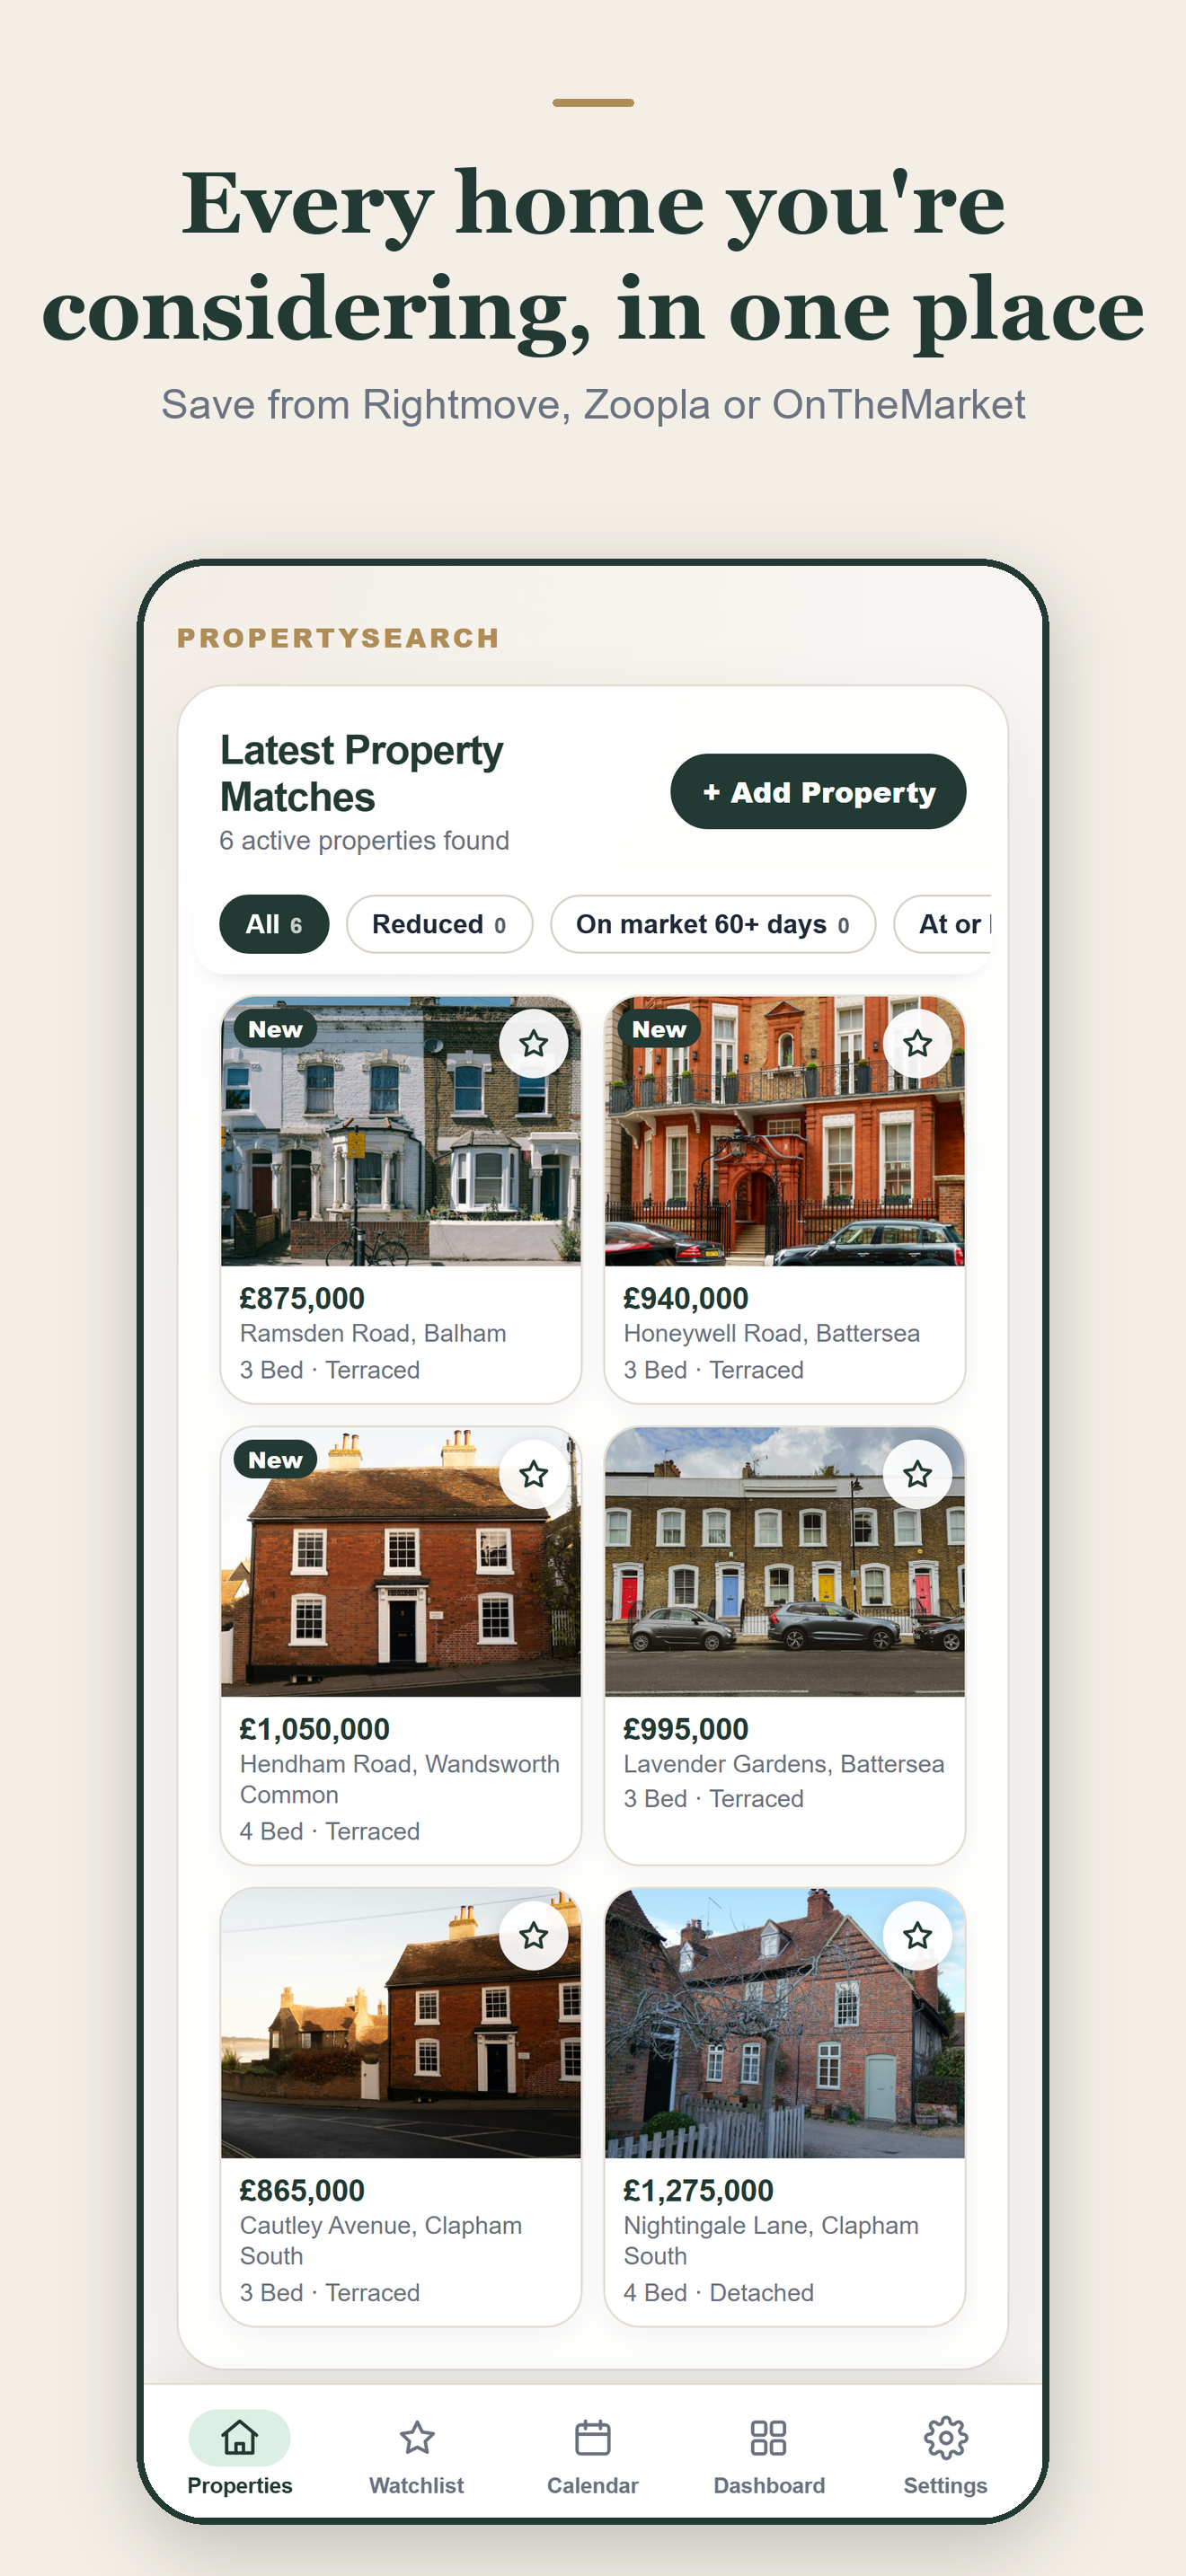 Every home you're
considering, in one place
Save from Rightmove, Zoopla or OnTheMarket
PROPERTYSEARCH
Latest Property
Matches
6 active properties found
+ Add Property
All 6
Reduced 0
On market 60+ days 0
At or
New
New
£875,000
Ramsden Road, Balham
3 Bed · Terraced
£940,000
Honeywell Road, Battersea
3 Bed · Terraced
New
£1,050,000
Hendham Road, Wandsworth
Common
4 Bed · Terraced
£995,000
Lavender Gardens, Battersea
3 Bed · Terraced
£865,000
Cautley Avenue, Clapham
South
3 Bed · Terraced
£1,275,000
Nightingale Lane, Clapham
South
4 Bed · Detached
Properties
Watchlist
Calendar
Dashboard
Settings